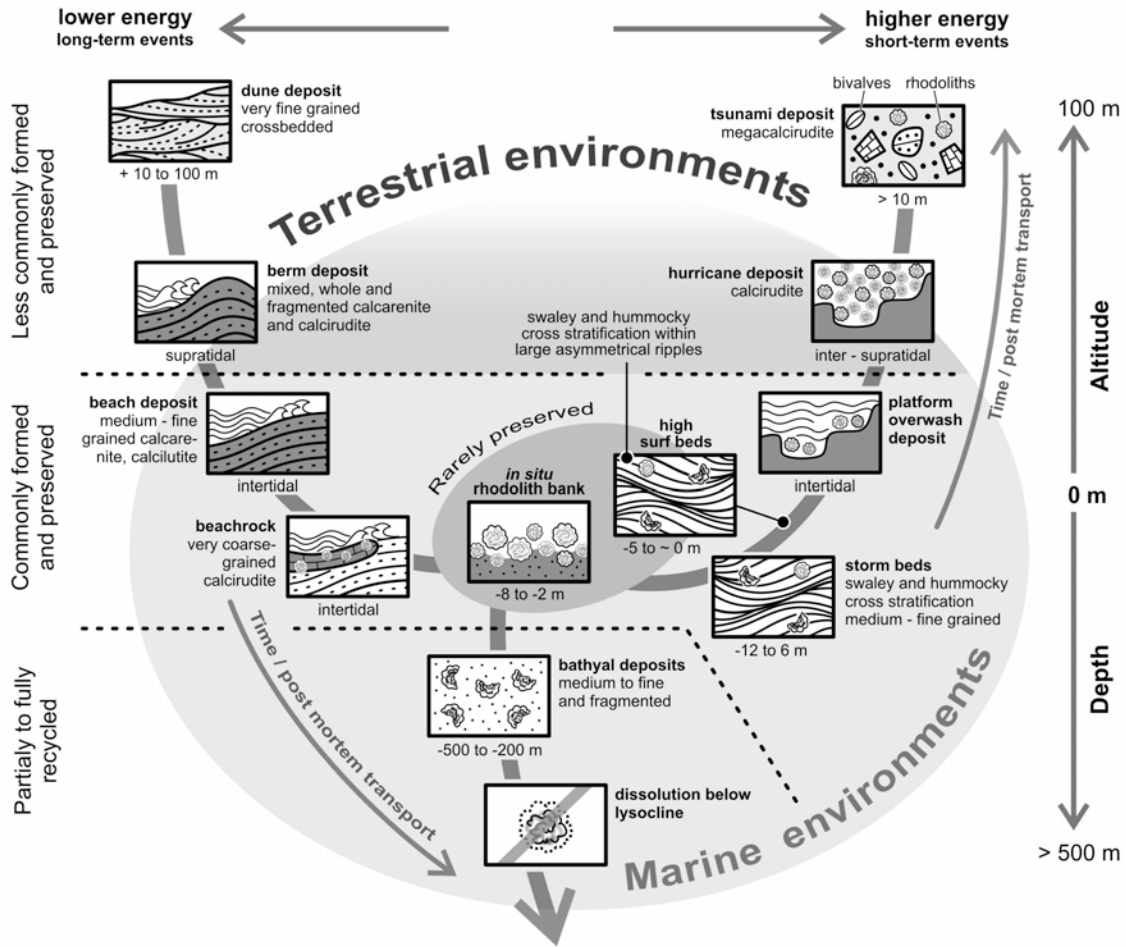 lower energy
long-term events
higher energy
short-term events
dune deposit
very fine grained
crossbedded
+ 10 to 100 m
bivalves
rhodoliths
tsunami deposit
megacalcirudite
> 10 m
100 m
Terrestrial environments
Less commonly formed
and preserved
berm deposit
mixed, whole and
fragmented calcarenite
and calcirudite
supratidal
hurricane deposit
calcirudite
inter - supratidal
swaley and hummocky
cross stratification within
large asymmetrical ripples
Time / post mortem transport
Altitude
Commonly formed
and preserved
beach deposit
medium - fine
grained calcare-
nite, calcilutite
intertidal
Rarely preserved
in situ
rhodolith bank
-8 to -2 m
high
surf beds
-5 to ~ 0 m
platform
overwash
deposit
intertidal
0 m
beachrock
very coarse-
grained
calcirudite
intertidal
storm beds
swaley and hummocky
cross stratification
medium - fine grained
-12 to 6 m
Partialy to fully
recycled
Time / post mortem transport
bathyal deposits
medium to fine
and fragmented
-500 to -200 m
dissolution below
lysocline
Marine environments
Depth
> 500 m